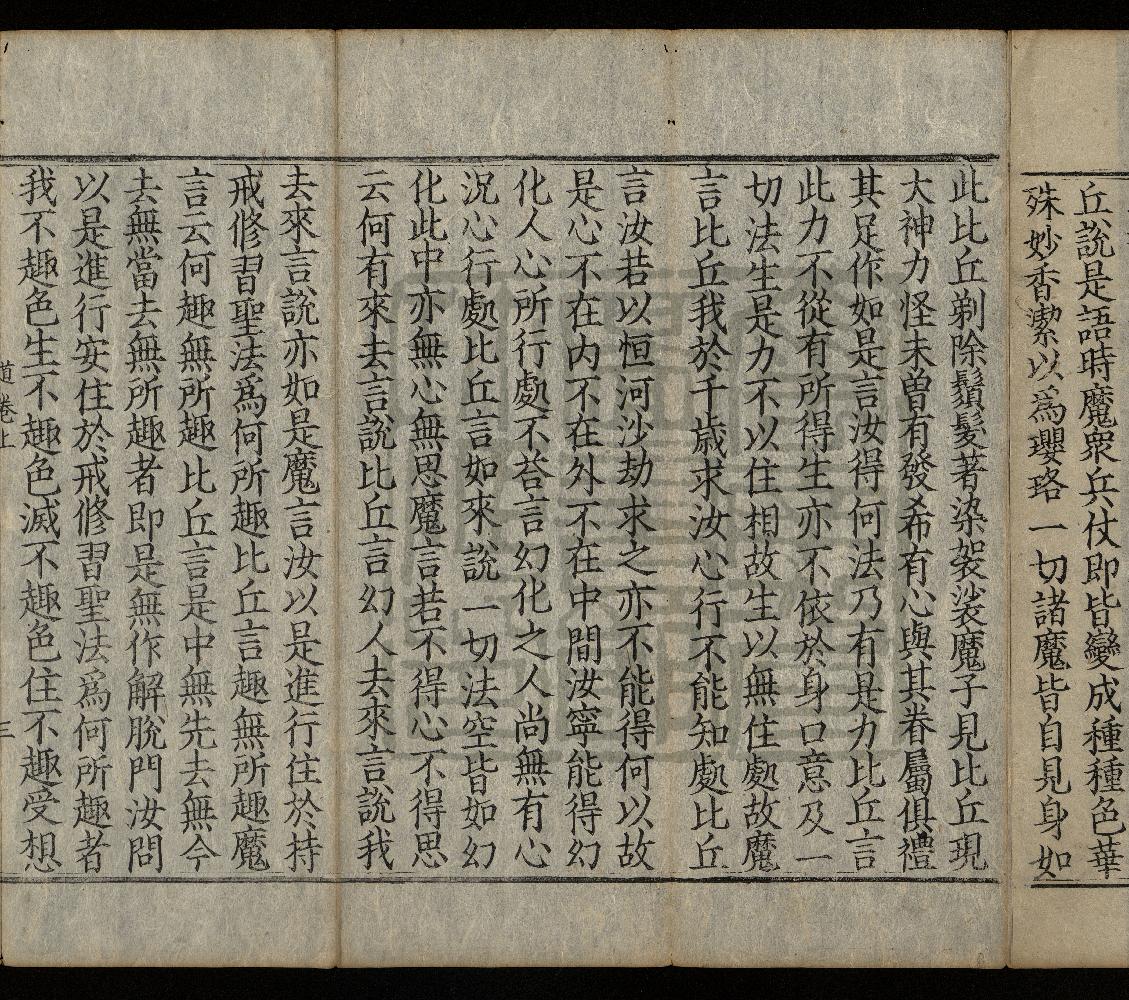 丘說是語時魔衆兵仗即皆變成種種色華
殊妙香潔以爲瓔珞一切諸魔皆自見身如
此比丘剃除鬚髮著染袈裟魔子見比丘現
大神力怪未曾有發希有心與其眷屬俱禮
其足作如是言汝得何法乃有是力比丘言
此力不從有所得生亦不依於身口意及一
切法生是力不以住相故生以無住處故魔
言比丘我於千歲求汝心行不能知處比丘
言汝若以恒河沙劫求之亦不能得何以故
是心不在内不在外不在中間汝寧能得幻
化人心所行處不荅言幻化之人尚無有心
況心行處比丘言如來說一切法空皆如幻
化此中亦無心無思魔言若不得心不得思
云何有來去言說比丘言幻人去來言說我
去來言說亦如是魔言汝以是進行住於持
戒修習聖法爲何所趣比丘言趣無所趣魔
言云何趣無所趣比丘言是中無先去無今
去無當去無所趣者即是無作解脫門汝問
以是進行安住於戒修習聖法爲何所趣者
我不趣色生不趣色滅不趣色住不趣受想
道卷上 三